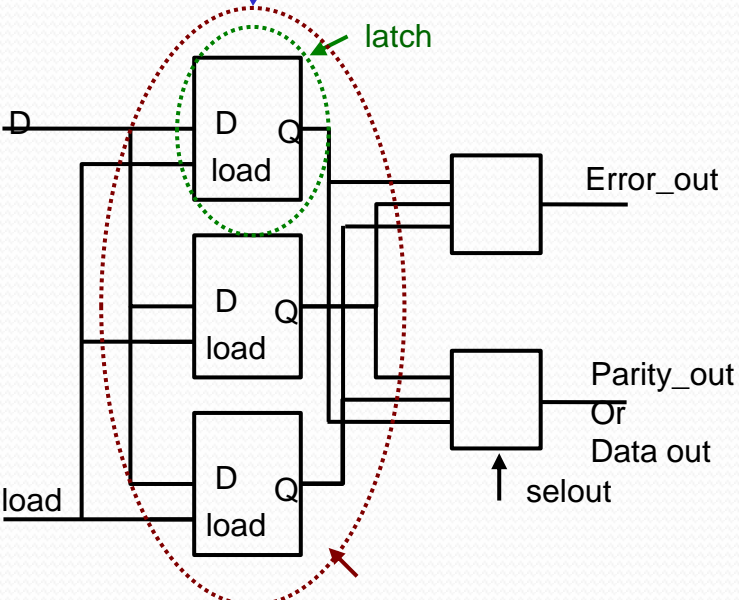 latch
D
D
Q
load
Error_out
D
Q
load
Parity_out
Or
Data out
D
Q
selout
load
load